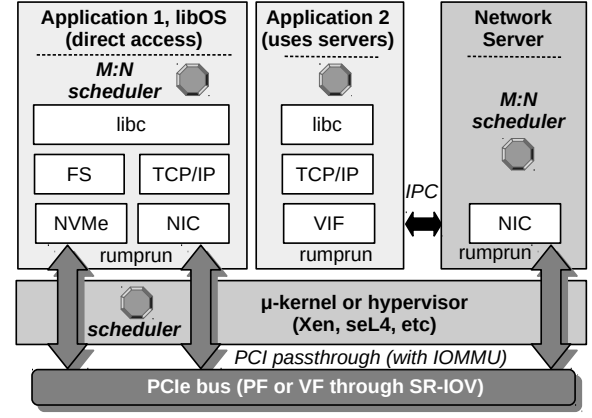 Application 1, libOS
(direct access)
M:N
scheduler
libc
FS
TCP/IP
NVMe
NIC
rumprun
Application 2
(uses servers)
libc
TCP/IP
VIF
rumprun
IPC
Network
Server
M:N
scheduler
NIC
rumprun
scheduler
µ-kernel or hypervisor
(Xen, seL4, etc)
PCI passthrough (with IOMMU)
PCIe bus (PF or VF through SR-IOV)